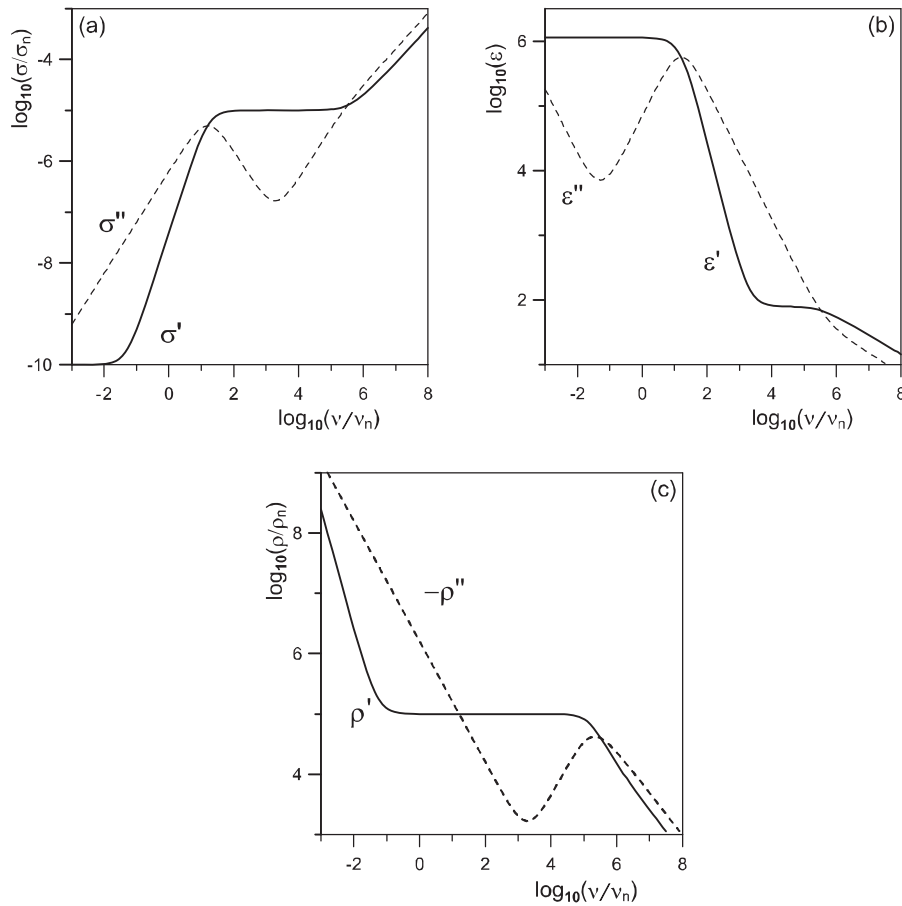 (a)
log₁₀(σ/σₙ)
-4
-6
-8
-10
σ''
σ'
-2 0 2 4 6 8
log₁₀(ν/νₙ)
(b)
log₁₀(ε)
6
4
2
ε''
ε'
-2 0 2 4 6 8
log₁₀(ν/νₙ)
(c)
log₁₀(ρ/ρₙ)
8
6
4
−ρ''
ρ'
-2 0 2 4 6 8
log₁₀(ν/νₙ)